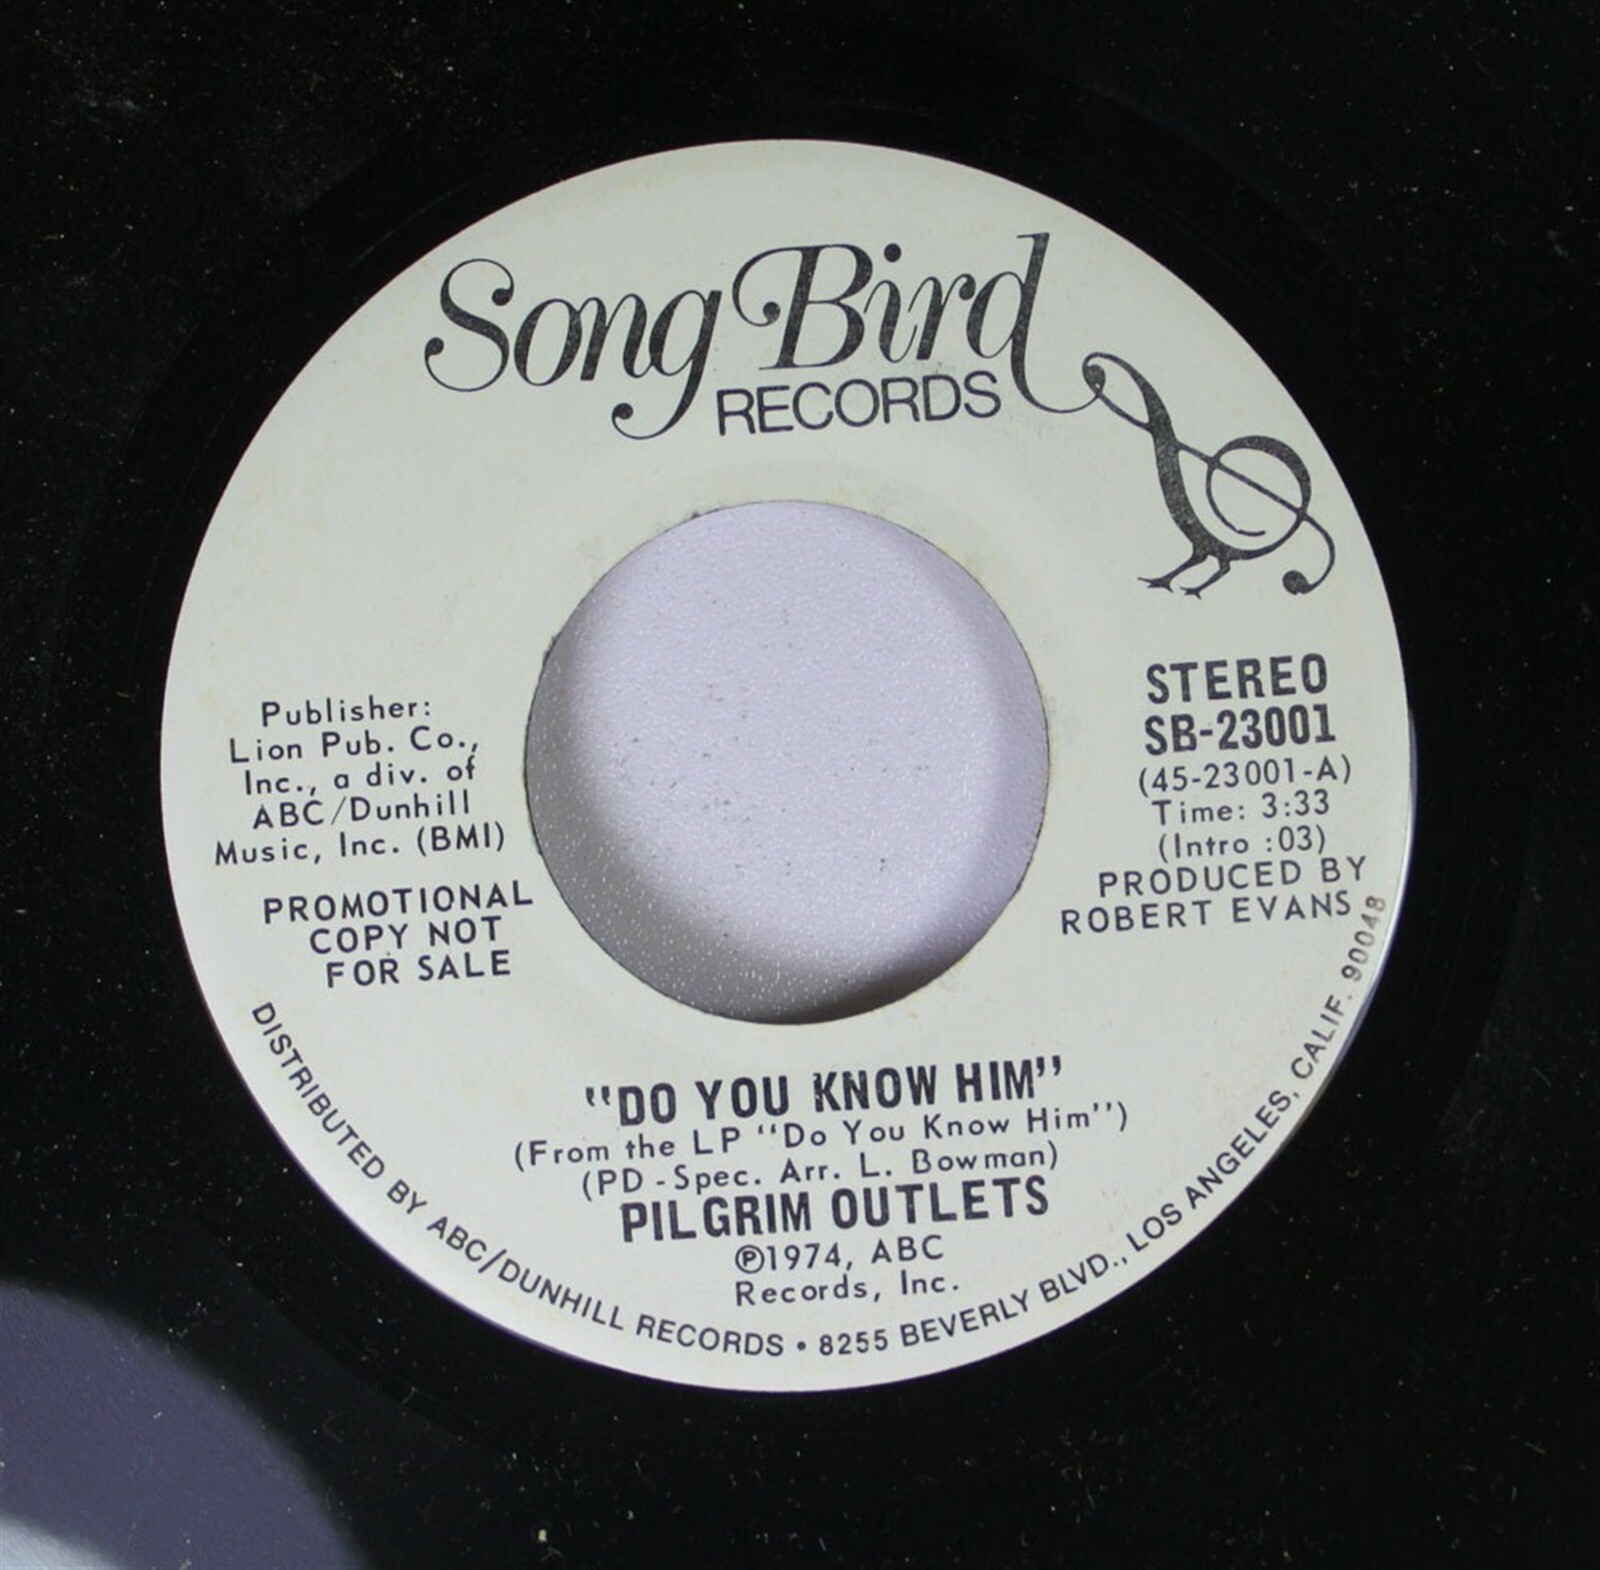 Song Bird
RECORDS
Publisher:
Lion Pub. Co.,
Inc., a div. of
ABC/Dunhill
Music, Inc. (BMI)
PROMOTIONAL
COPY NOT
FOR SALE
STEREO
SB-23001
(45-23001-A)
Time: 3:33
(Intro :03)
PRODUCED BY
ROBERT EVANS
"DO YOU KNOW HIM"
(From the LP "Do You Know Him")
(PD - Spec. Arr. L. Bowman)
PILGRIM OUTLETS
℗1974, ABC
Records, Inc.
DISTRIBUTED BY ABC/DUNHILL RECORDS • 8255 BEVERLY BLVD., LOS ANGELES, CALIF. 90048